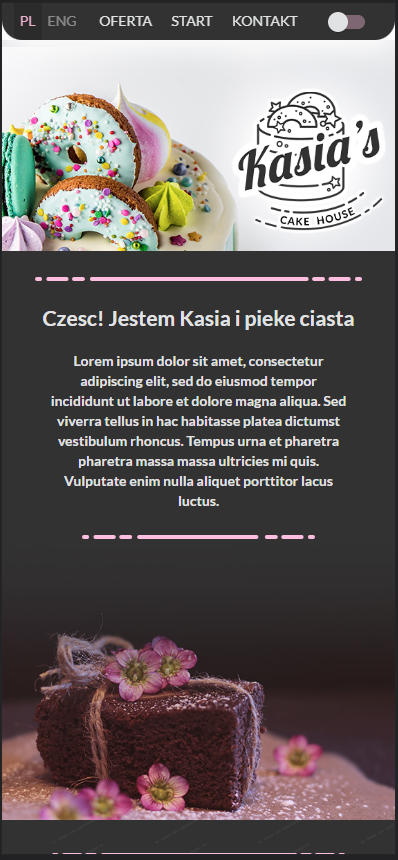 PL ENG OFERTA START KONTAKT
Kasia's
CAKE HOUSE
Czesc! Jestem Kasia i pieke ciasta
Lorem ipsum dolor sit amet, consectetur
adipiscing elit, sed do eiusmod tempor
incididunt ut labore et dolore magna aliqua. Sed
viverra tellus in hac habitasse platea dictumst
vestibulum rhoncus. Tempus urna et pharetra
pharetra massa massa ultricies mi quis.
Vulputate enim nulla aliquet porttitor lacus
luctus.